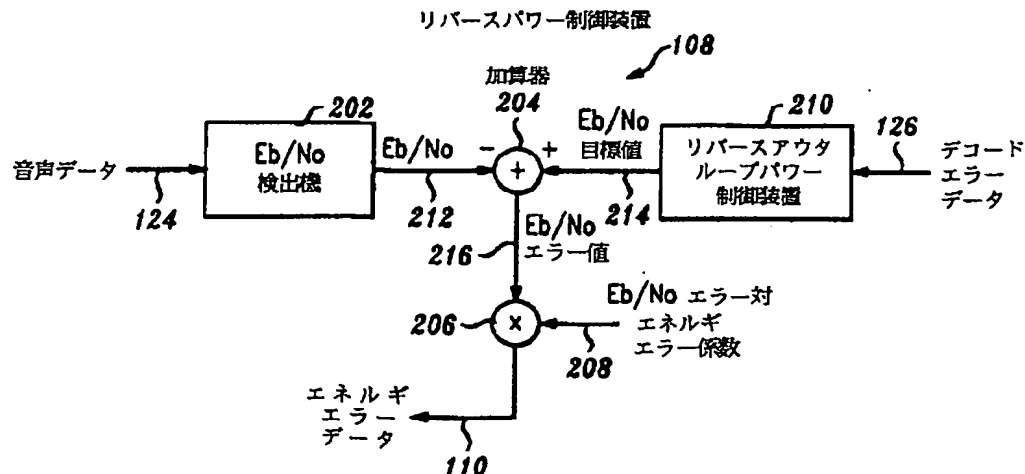 リバースパワー制御装置
108
加算器
204
202
Eb/No
検出機
音声データ
124
Eb/No
212
−
+
+
Eb/No
目標値
214
210
リバースアウタ
ループパワー
制御装置
126
デコード
エラー
データ
216
Eb/No
エラー値
206
x
Eb/No エラー対
エネルギ
エラー係数
208
エネルギ
エラー
データ
110